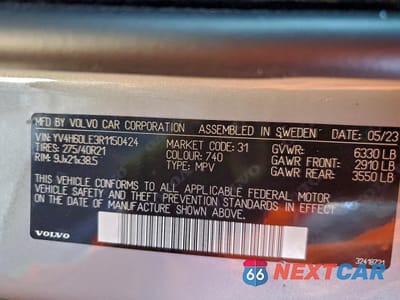 MFG BY VOLVO CAR CORPORATION ASSEMBLED IN SWEDEN DATE: 05/23
VIN: YV4H60LE3R1150424 MARKET: 31 GVWR: 6330 LB
TIRES: 275/40R21 COLOUR: 740 GAWR FRONT: 2910 LB
RIM: 9Jx21x38.5 TYPE: MPV GAWR REAR: 3550 LB
THIS VEHICLE CONFORMS TO ALL APPLICABLE FEDERAL MOTOR
VEHICLE SAFETY AND THEFT PREVENTION STANDARDS IN EFFECT
ON THE DATE OF MANUFACTURE SHOWN ABOVE.
VOLVO
32418721
66 NEXTCAR